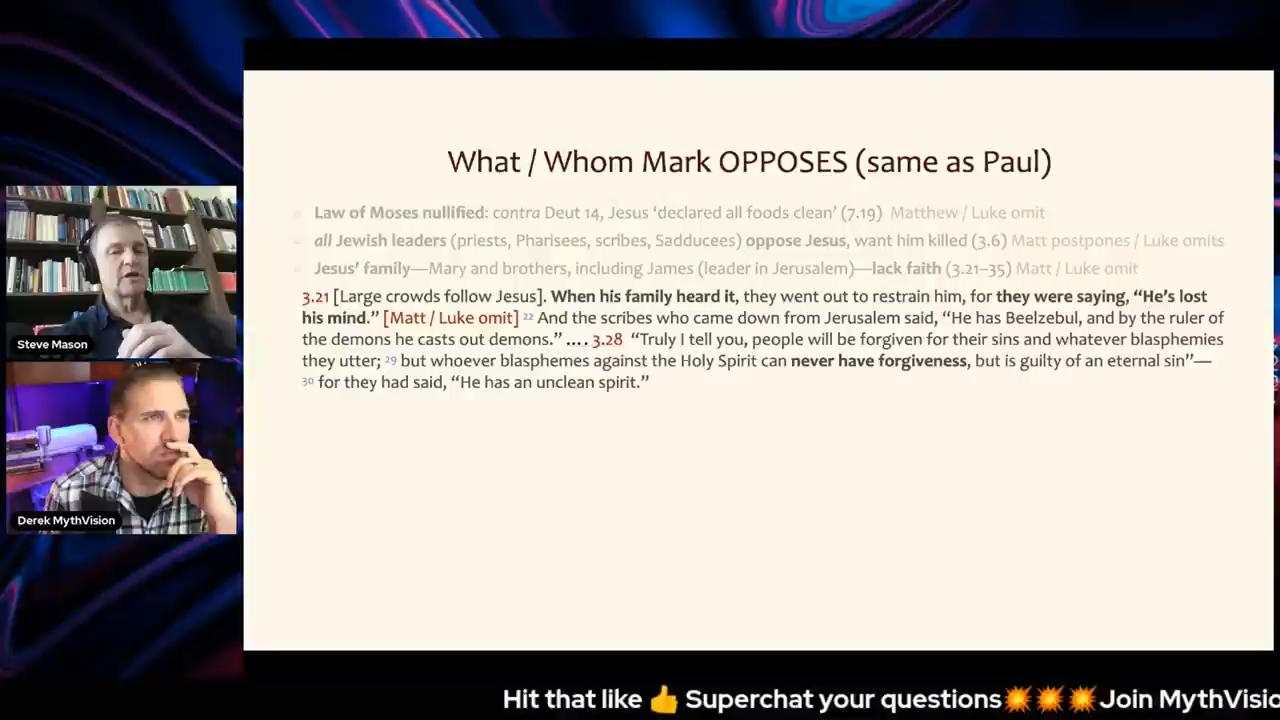 What / Whom Mark OPPOSES (same as Paul)
Law of Moses nullified: contra Deut 14, Jesus ‘declared all foods clean’ (7.19) Matthew / Luke omit
all Jewish leaders (priests, Pharisees, scribes, Sadducees) oppose Jesus, want him killed (3.6) Matt postpones / Luke omits
Jesus’ family—Mary and brothers, including James (leader in Jerusalem)—lack faith (3.21–35) Matt / Luke omit
3.21 [Large crowds follow Jesus]. When his family heard it, they went out to restrain him, for they were saying, “He’s lost
his mind.” [Matt / Luke omit] 22 And the scribes who came down from Jerusalem said, “He has Beelzebul, and by the ruler of
the demons he casts out demons.” …. 3.28 “Truly I tell you, people will be forgiven for their sins and whatever blasphemies
they utter; 29 but whoever blasphemes against the Holy Spirit can never have forgiveness, but is guilty of an eternal sin”—
30 for they had said, “He has an unclean spirit.”
Steve Mason
Derek MythVision
Hit that like 👍 Superchat your questions💥💥💥Join MythVisio